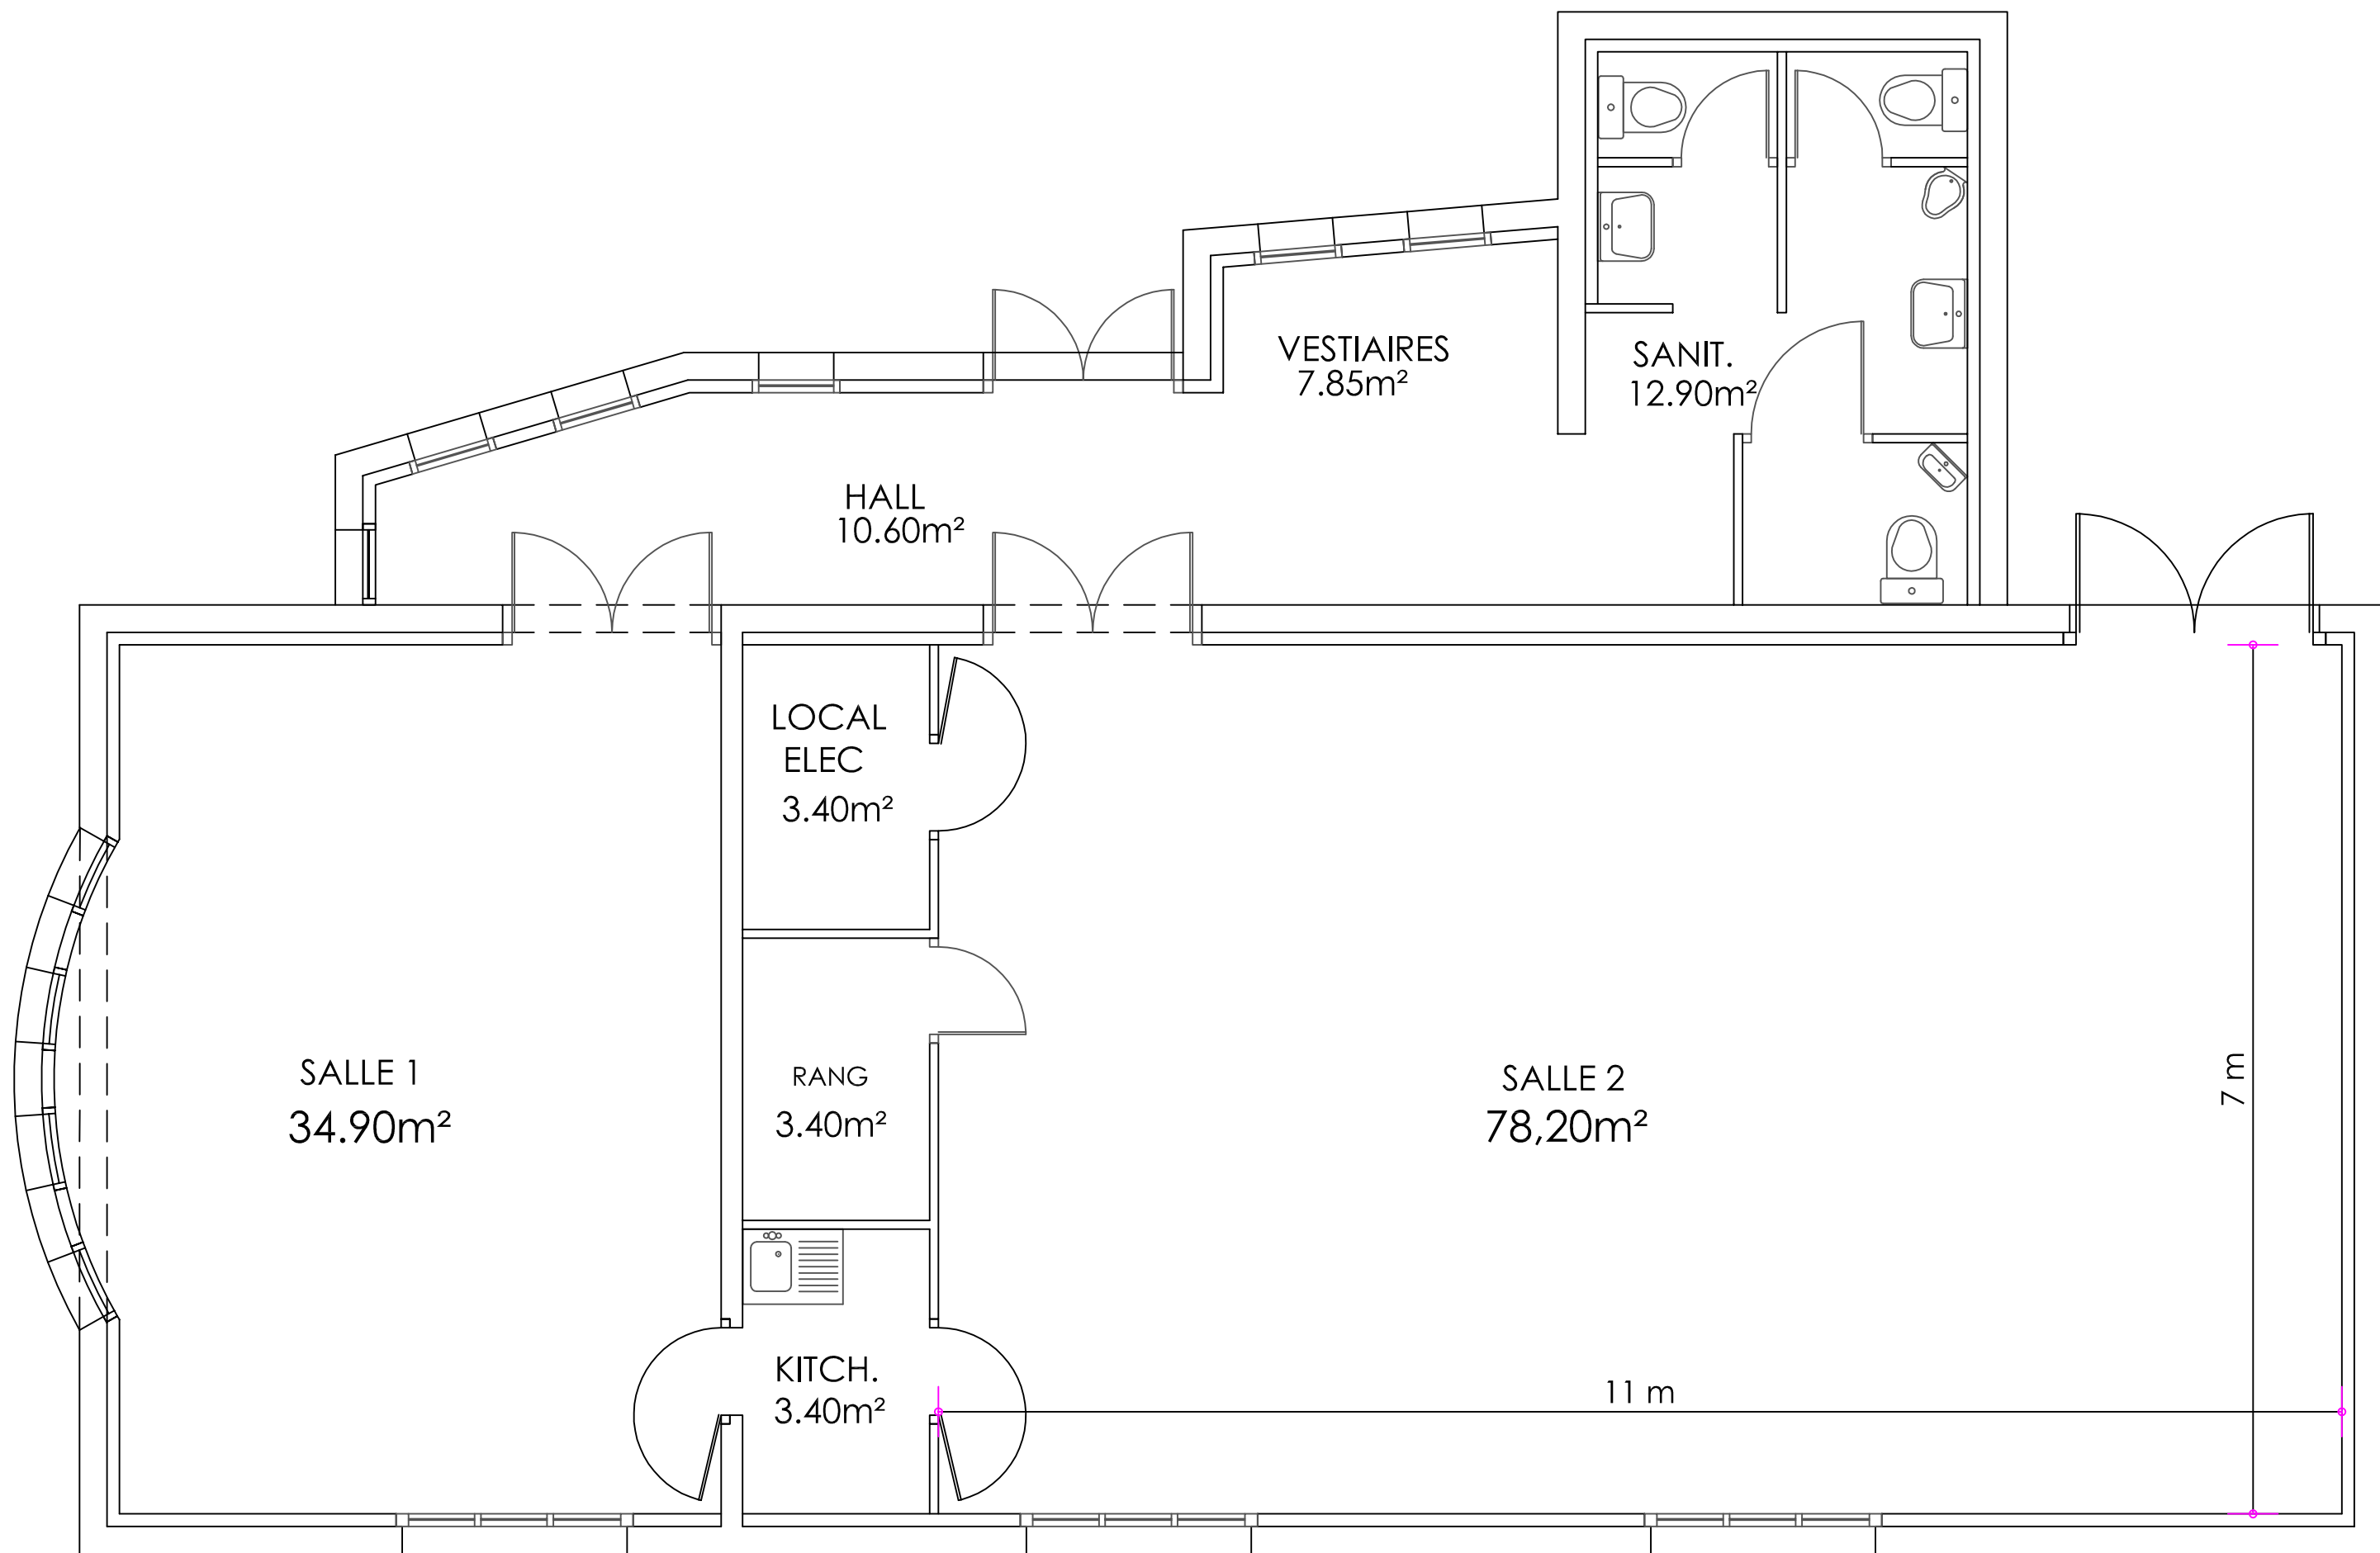 VESTIAIRES
7.85m²
SANIT.
12.90m²
HALL
10.60m²
LOCAL
ELEC
3.40m²
SALLE 1
34.90m²
RANG
3.40m²
SALLE 2
78,20m²
7 m
KITCH.
3.40m²
11 m